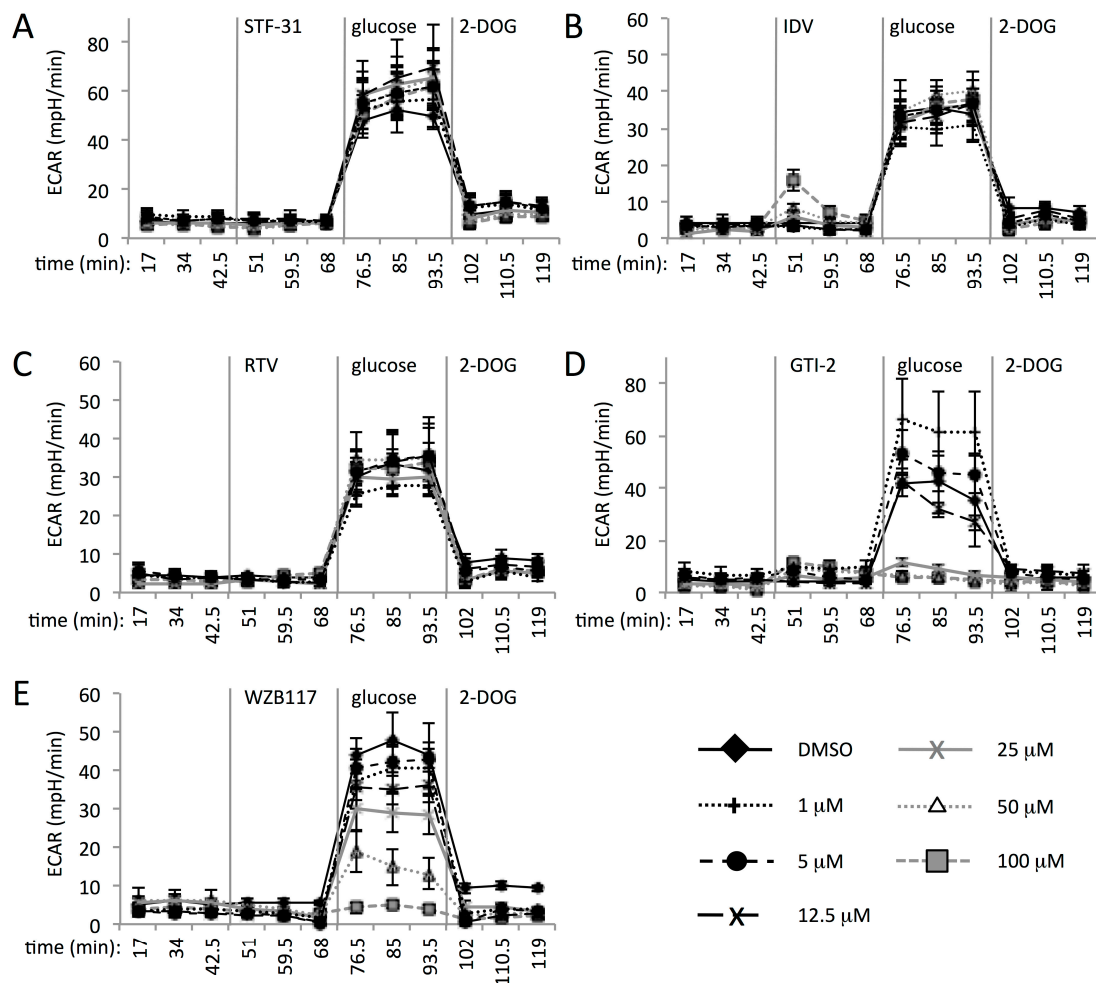 A
STF-31 glucose 2-DOG
ECAR (mpH/min)
80
60
40
20
0
time (min): 17 34 42.5 51 59.5 68 76.5 85 93.5 102 110.5 119
B
IDV glucose 2-DOG
ECAR (mpH/min)
60
50
40
30
20
10
0
time (min): 17 34 42.5 51 59.5 68 76.5 85 93.5 102 110.5 119
C
RTV glucose 2-DOG
ECAR (mpH/min)
60
50
40
30
20
10
0
time (min): 17 34 42.5 51 59.5 68 76.5 85 93.5 102 110.5 119
D
GTI-2 glucose 2-DOG
ECAR (mpH/min)
80
60
40
20
0
time (min): 17 34 42.5 51 59.5 68 76.5 85 93.5 102 110.5 119
E
WZB117 glucose 2-DOG
ECAR (mpH/min)
60
50
40
30
20
10
0
time (min): 17 34 42.5 51 59.5 68 76.5 85 93.5 102 110.5 119
DMSO
1 μM
5 μM
12.5 μM
25 μM
50 μM
100 μM